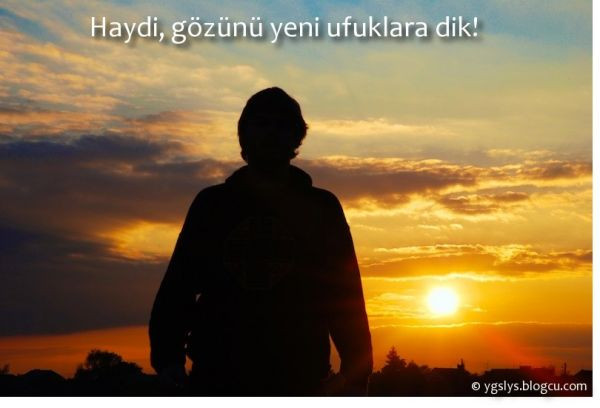 Haydi, gözünü yeni ufuklara dik!
© ygslys.blogcu.com